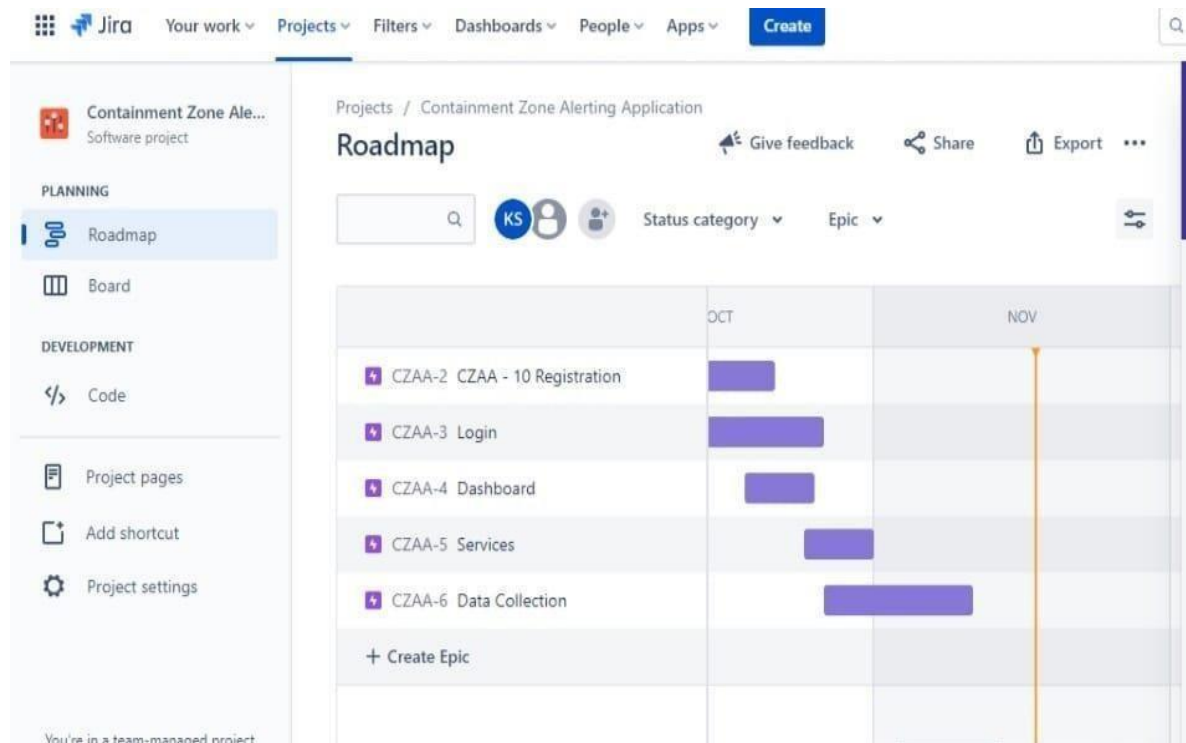 Jira Your work Projects Filters Dashboards People Apps Create
Containment Zone Ale...
Software project
PLANNING
Roadmap
Board
DEVELOPMENT
Code
Project pages
Add shortcut
Project settings
You're in a team-managed project
Projects / Containment Zone Alerting Application
Roadmap
Give feedback Share Export
KS Status category Epic
OCT NOV
CZAA-2 CZAA - 10 Registration
CZAA-3 Login
CZAA-4 Dashboard
CZAA-5 Services
CZAA-6 Data Collection
+ Create Epic